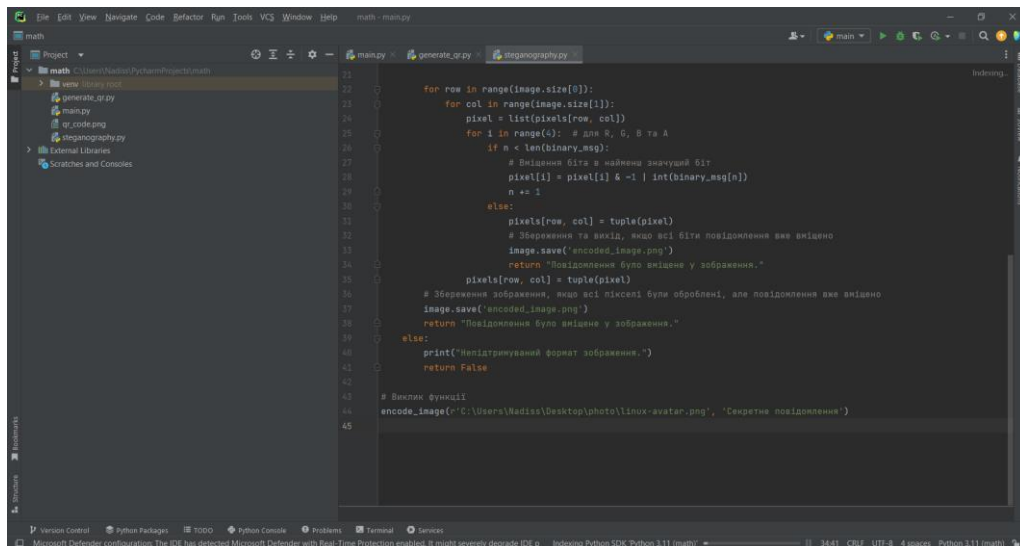 File Edit View Navigate Code Refactor Run Tools VCS Window Help math - main.py
math
main
Project
main.py generate_qr.py steganography.py
math C:\Users\Nadiss\PycharmProjects\math
venv library root
generate_qr.py
main.py
qr_code.png
steganography.py
External Libraries
Scratches and Consoles
Indexing...
21
22 for row in range(image.size[0]):
23 for col in range(image.size[1]):
24 pixel = list(pixels[row, col])
25 for i in range(4): # для R, G, B та A
26 if n < len(binary_msg):
27 # Вміщення біта в найменш значущий біт
28 pixel[i] = pixel[i] & ~1 | int(binary_msg[n])
29 n += 1
30 else:
31 pixels[row, col] = tuple(pixel)
32 # Збереження та вихід, якщо всі біти повідомлення вже вміщено
33 image.save('encoded_image.png')
34 return "Повідомлення було вміщене у зображення."
35 pixels[row, col] = tuple(pixel)
36 # Збереження зображення, якщо всі пікселі були оброблені, але повідомлення вже вміщено
37 image.save('encoded_image.png')
38 return "Повідомлення було вміщене у зображення."
39 else:
40 print("Непідтримуваний формат зображення.")
41 return False
42
43 # Виклик функції
44 encode_image(r'C:\Users\Nadiss\Desktop\photo\linux-avatar.png', 'Секретне повідомлення')
45
Project
Bookmarks
Structure
Version Control Python Packages TODO Python Console Problems Terminal Services
Microsoft Defender configuration: The IDE has detected Microsoft Defender with Real-Time Protection enabled. It might severely degrade IDE p Indexing Python SDK 'Python 3.11 (math)' 34:41 CRLF UTF-8 4 spaces Python 3.11 (math)